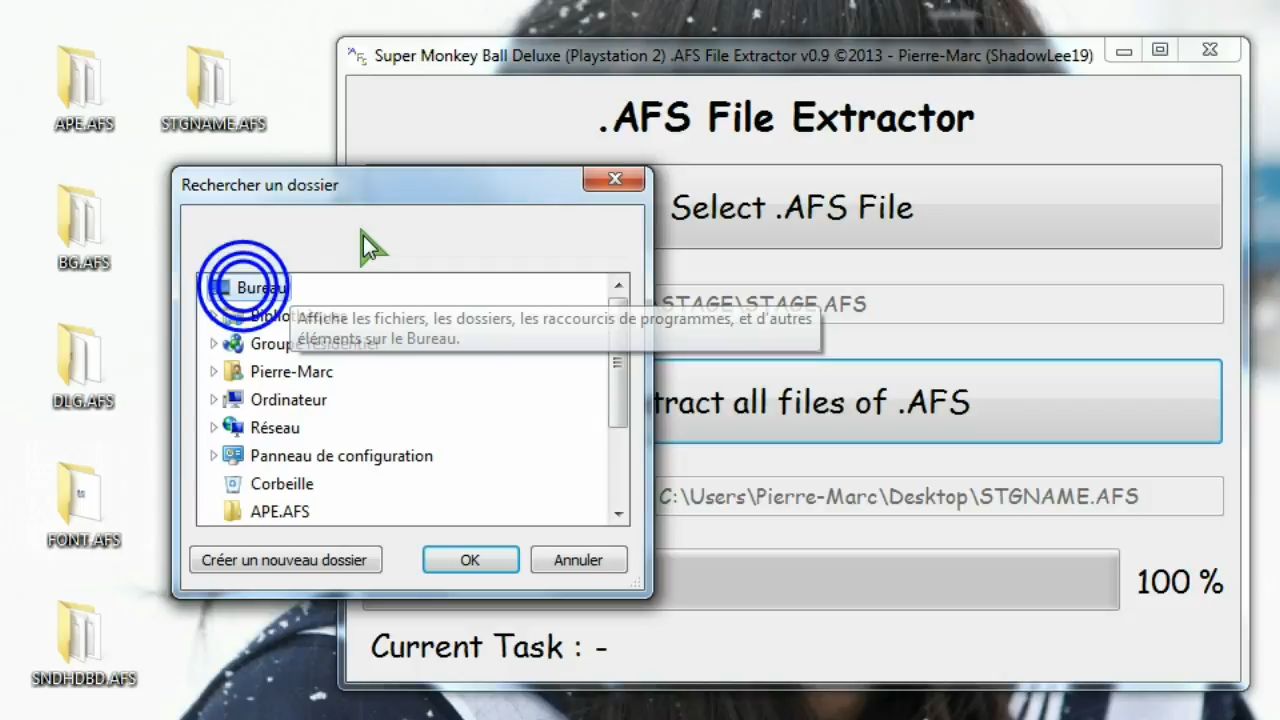 APE.AFS
STGNAME.AFS
BG.AFS
DLG.AFS
FONT.AFS
SNDHDBD.AFS
Super Monkey Ball Deluxe (Playstation 2) .AFS File Extractor v0.9 ©2013 - Pierre-Marc (ShadowLee19)
.AFS File Extractor
Select .AFS File
STAGE\STAGE.AFS
tract all files of .AFS
C:\Users\Pierre-Marc\Desktop\STGNAME.AFS
100 %
Current Task : -
Rechercher un dossier
Bureau
Affiche les fichiers, les dossiers, les raccourcis de programmes, et d'autres
éléments sur le Bureau.
Groupe résidentiel
Pierre-Marc
Ordinateur
Réseau
Panneau de configuration
Corbeille
APE.AFS
Créer un nouveau dossier
OK
Annuler